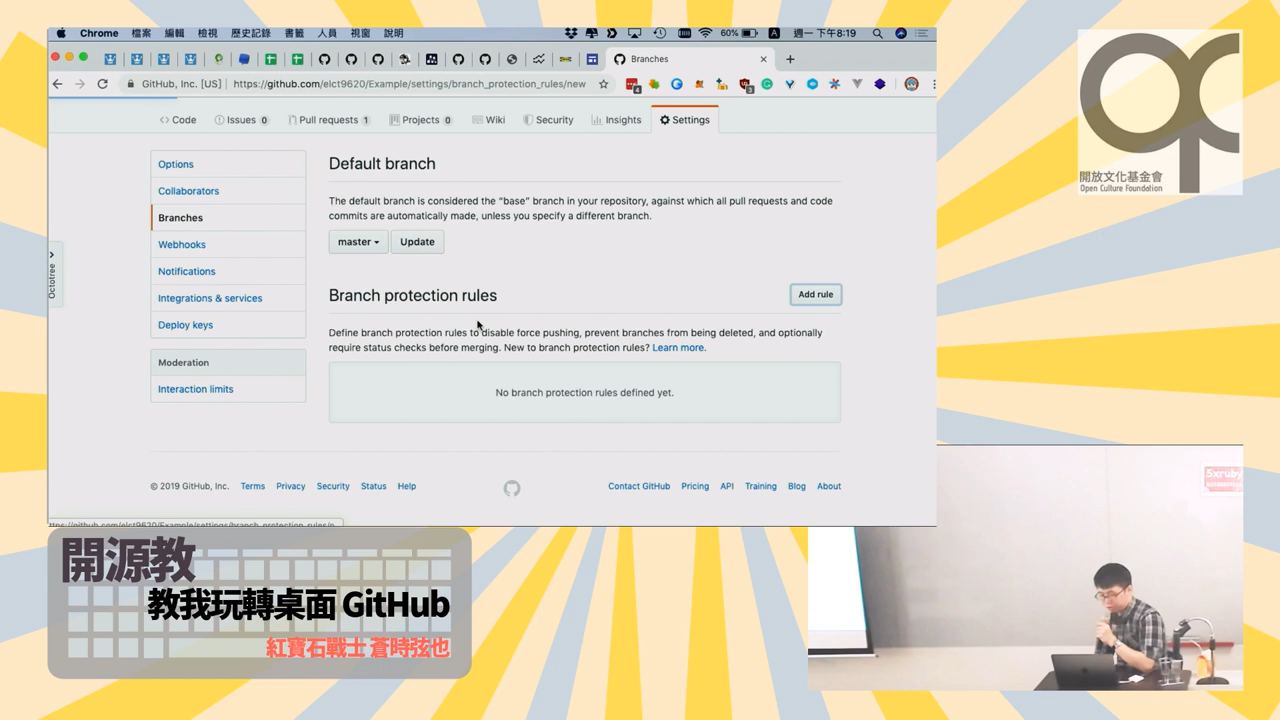 Chrome 檔案 編輯 檢視 歷史記錄 書籤 人員 視窗 說明 60% A 週一 下午8:19
Branches
GitHub, Inc. [US] https://github.com/elct9620/Example/settings/branch_protection_rules/new
Code Issues 0 Pull requests 1 Projects 0 Wiki Security Insights Settings
Options
Collaborators
Branches
Webhooks
Notifications
Integrations & services
Deploy keys
Moderation
Interaction limits
Octotree
Default branch
The default branch is considered the “base” branch in your repository, against which all pull requests and code
commits are automatically made, unless you specify a different branch.
master Update
Branch protection rules Add rule
Define branch protection rules to disable force pushing, prevent branches from being deleted, and optionally
require status checks before merging. New to branch protection rules? Learn more.
No branch protection rules defined yet.
© 2019 GitHub, Inc. Terms Privacy Security Status Help Contact GitHub Pricing API Training Blog About
開放文化基金會
Open Culture Foundation
5xruby
開源教
教我玩轉桌面 GitHub
紅寶石戰士 蒼時弦也